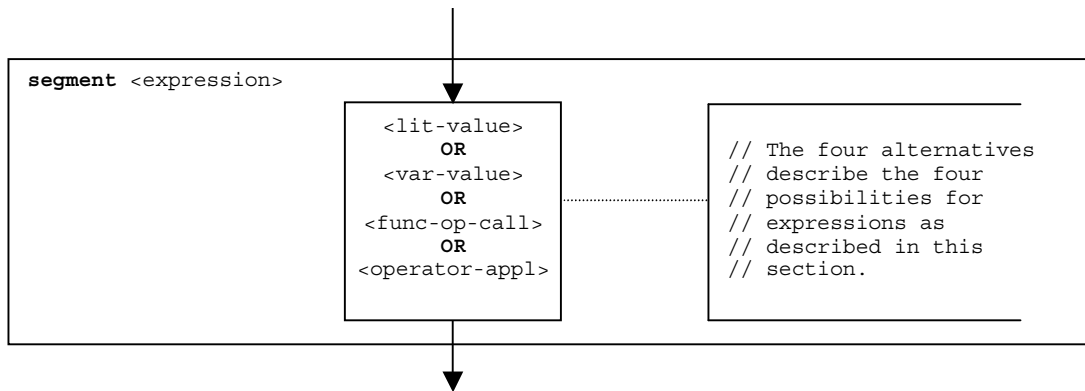 segment <expression>
<lit-value>
OR
<var-value>
OR
<func-op-call>
OR
<operator-appl>
// The four alternatives
// describe the four
// possibilities for
// expressions as
// described in this
// section.